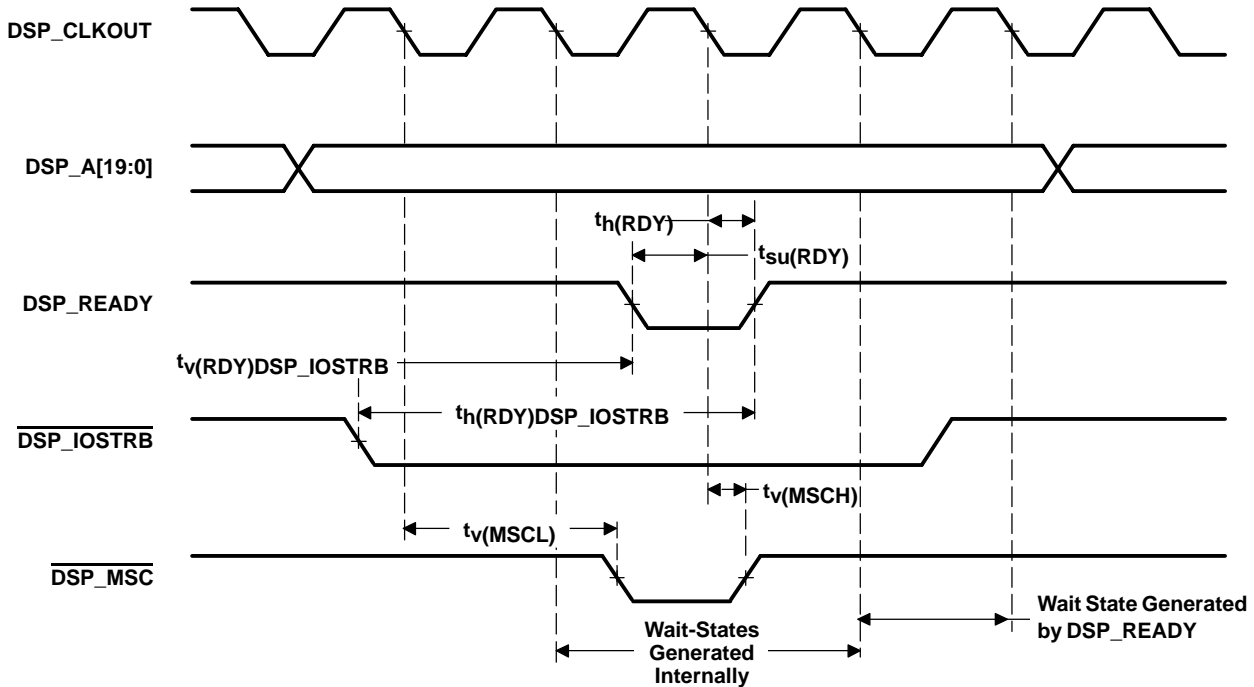 DSP_CLKOUT
DSP_A[19:0]
th(RDY)
tsu(RDY)
DSP_READY
tv(RDY)DSP_IOSTRB
th(RDY)DSP_IOSTRB
DSP_IOSTRB
tv(MSCH)
tv(MSCL)
DSP_MSC
Wait-States
Generated
Internally
Wait State Generated
by DSP_READY